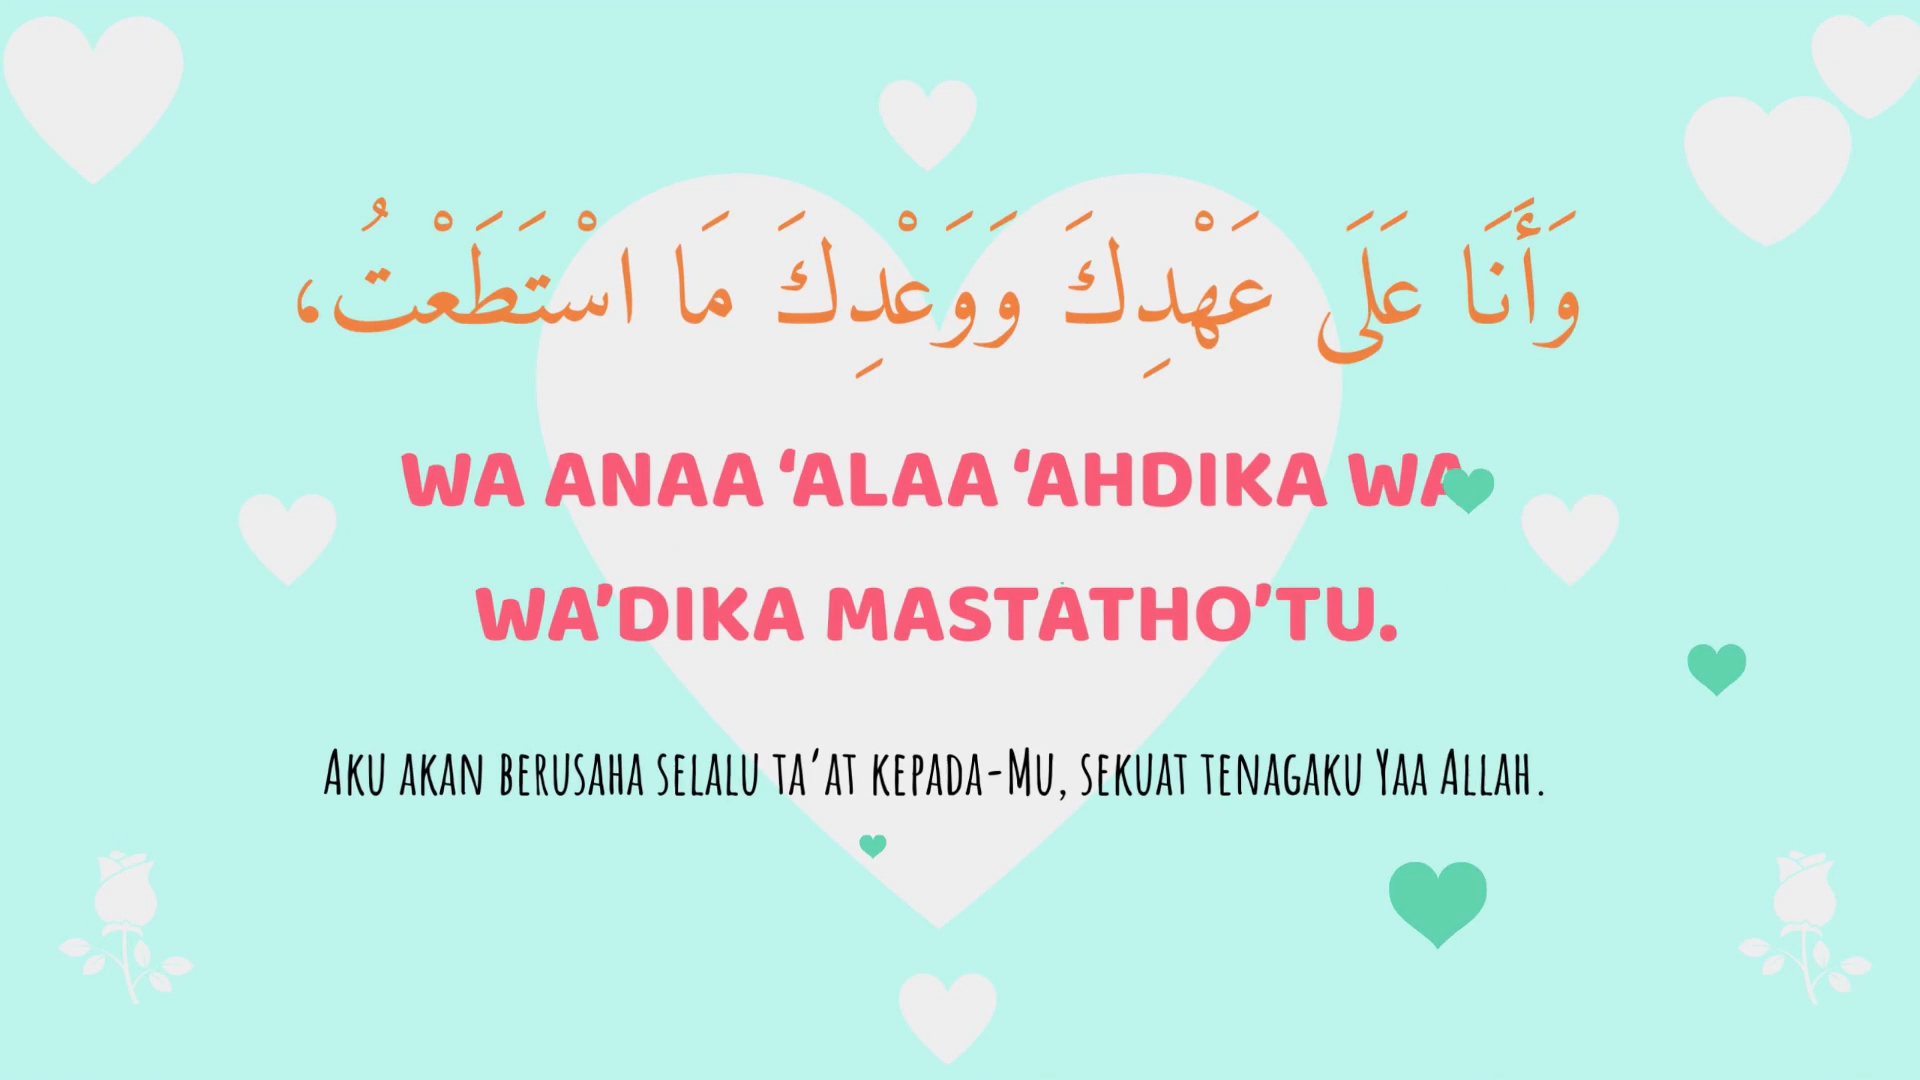 وَأَنَا عَلَى عَهْدِكَ وَوَعْدِكَ مَا اسْتَطَعْتُ،
WA ANAA ‘ALAA ‘AHDIKA WA
WA’DIKA MASTATHO’TU.
Aku akan berusaha selalu ta’at kepada-Mu, sekuat tenagaku Yaa Allah.